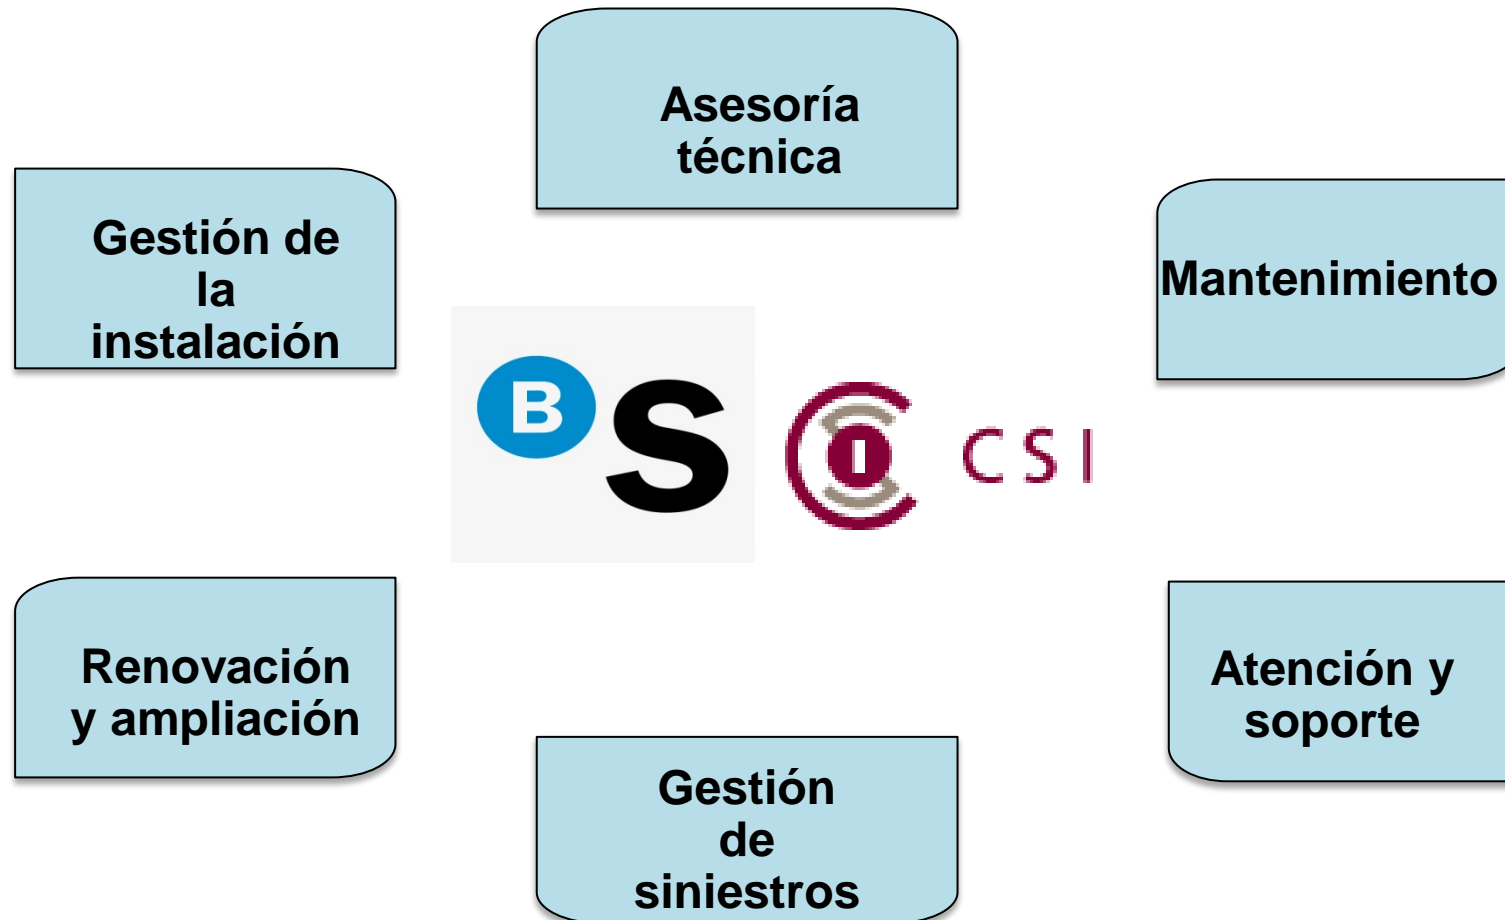 Asesoría
técnica
Gestión de
la
instalación
Mantenimiento
B S
CSI
Renovación
y ampliación
Atención y
soporte
Gestión
de
siniestros